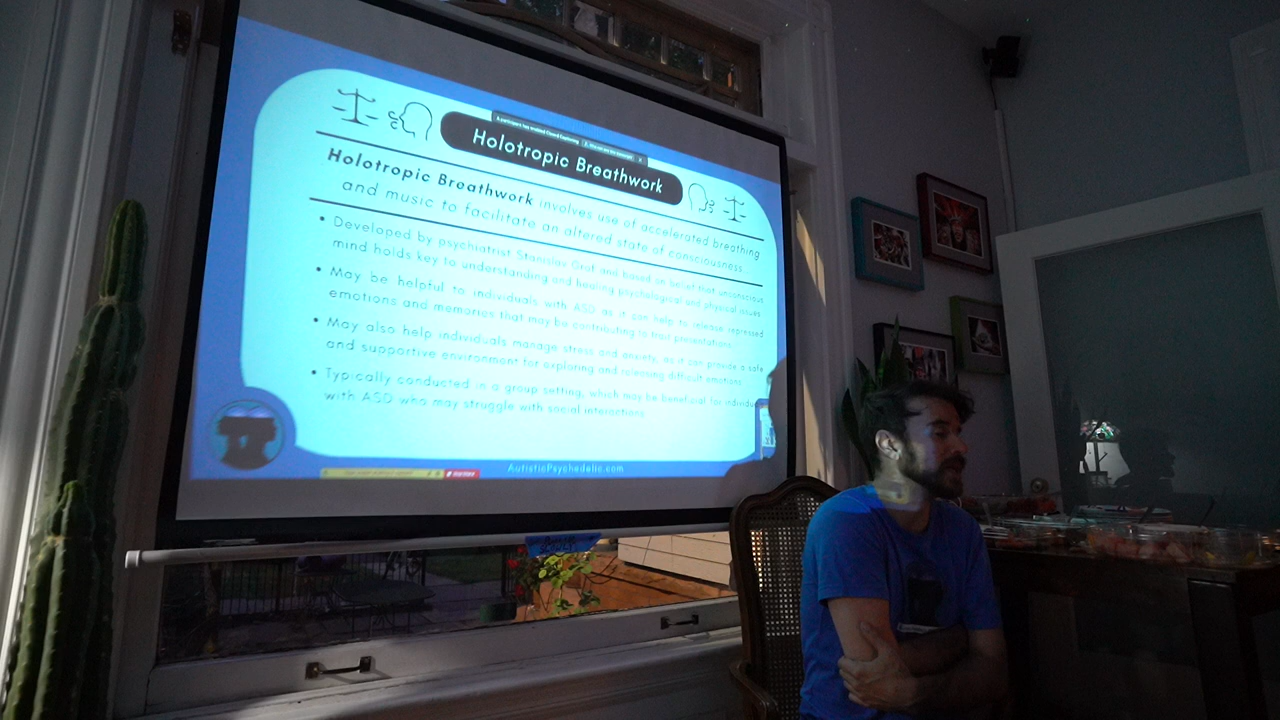 A participant has enabled Closed Captioning
Holotropic Breathwork
Holotropic Breathwork involves use of accelerated breathing
and music to facilitate an altered state of consciousness
• Developed by psychiatrist Stanislav Grof and based on belief that unconscious
mind holds key to understanding and healing psychological and physical issues
• May be helpful to individuals with ASD as it can help to release repressed
emotions and memories that may be contributing to their presentations.
• May also help individuals manage stress and anxiety, as it can provide a safe
and supportive environment for exploring and releasing difficult emotions.
• Typically conducted in a group setting, which may be beneficial for
with ASD who may struggle with social interactions.
AutisticPsychedelic.com